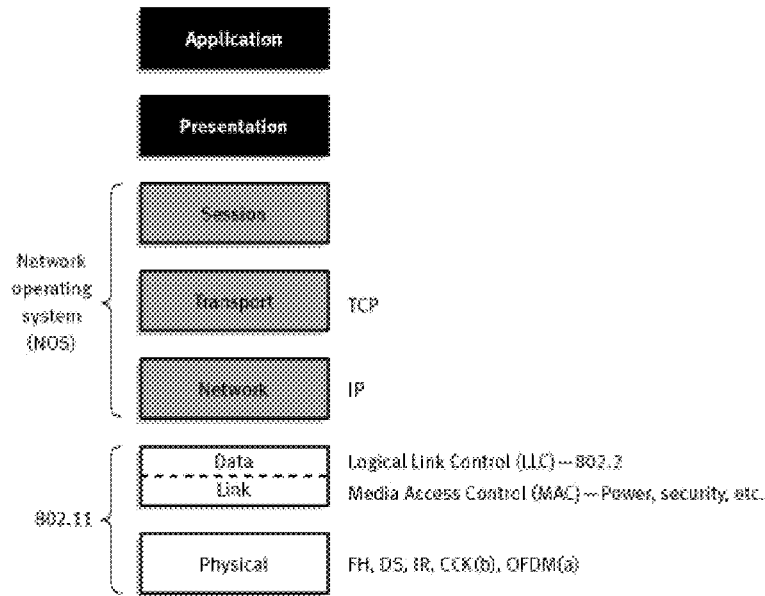 Application
Presentation
Session
Network
operating
system
(NOS)
Transport
TCP
Network
IP
802.11
Data
Link
Logical Link Control (LLC)—802.2
Media Access Control (MAC)—Power, security, etc.
Physical
FH, DS, IR, CCK(b), OFDM(a)